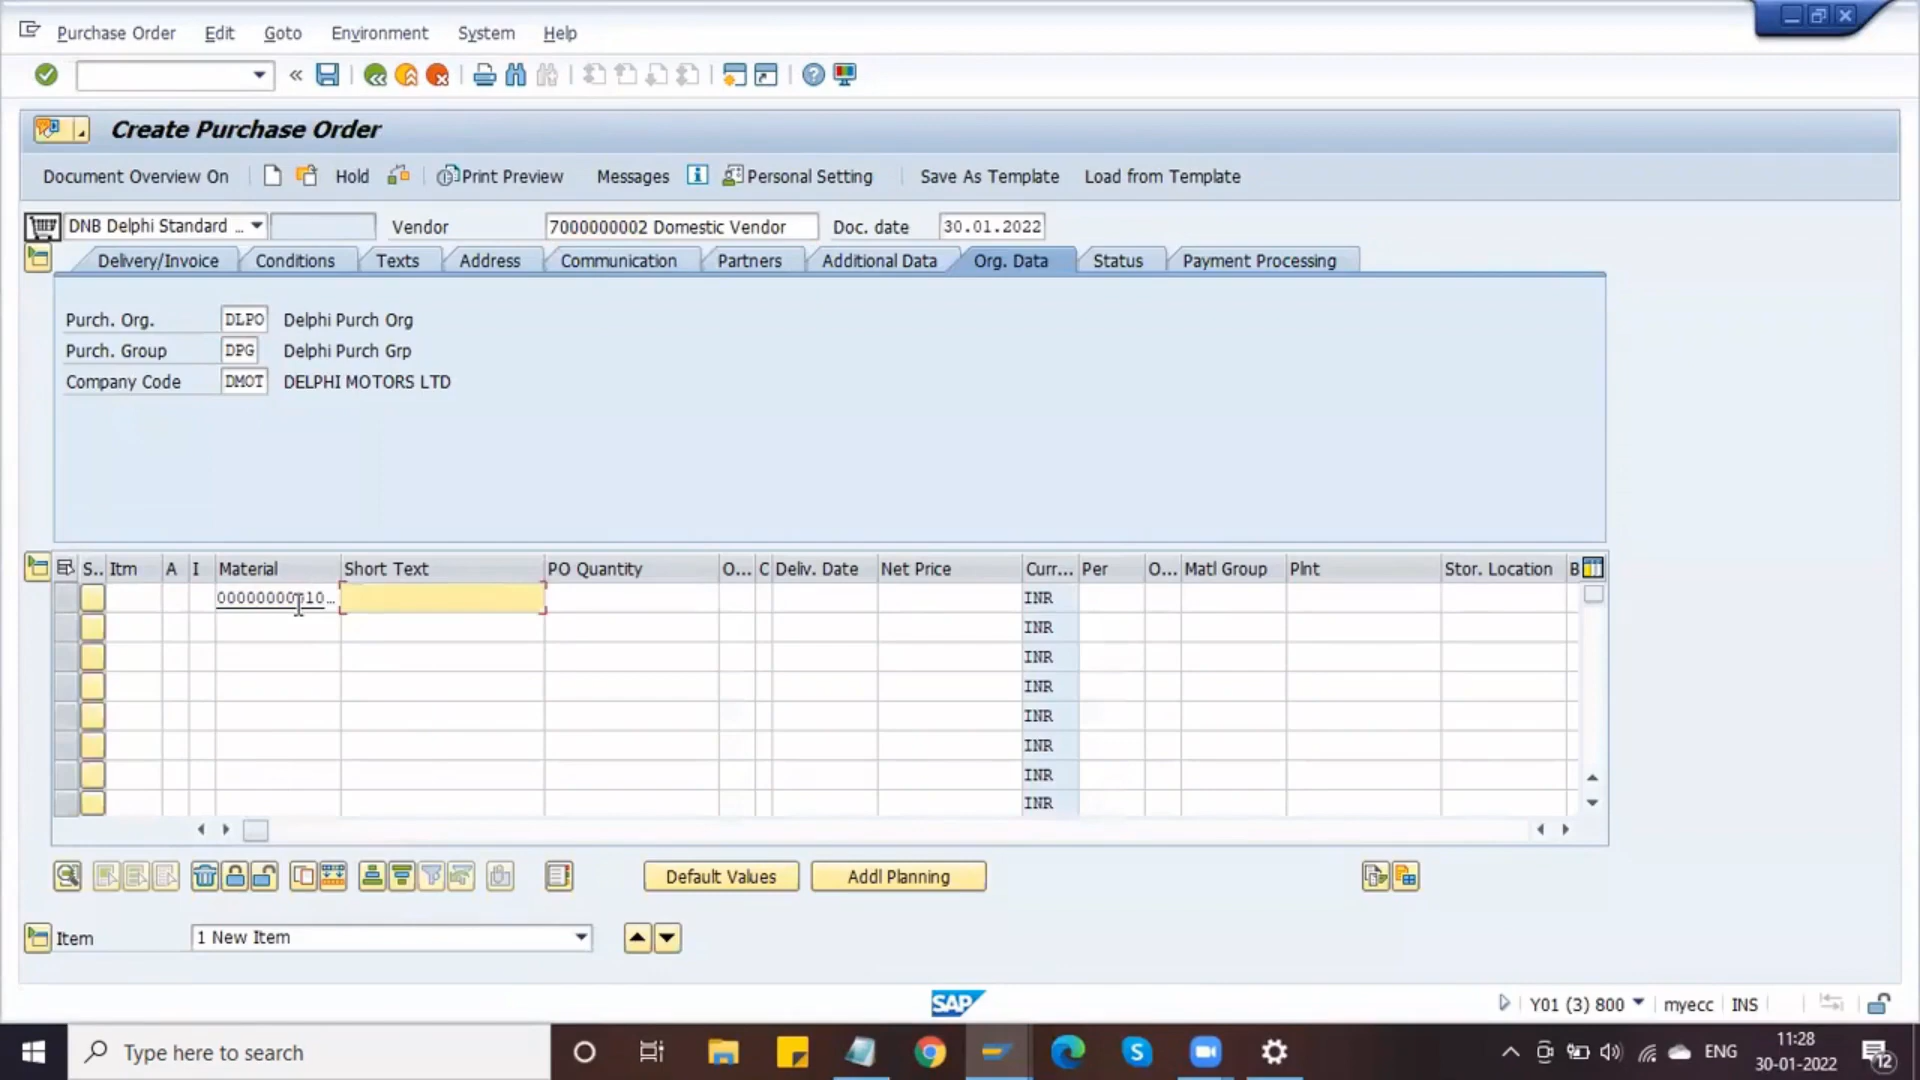 Purchase Order Edit Goto Environment System Help
Create Purchase Order
Document Overview On Hold Print Preview Messages Personal Setting Save As Template Load from Template
DNB Delphi Standard ... Vendor 7000000002 Domestic Vendor Doc. date 30.01.2022
Delivery/Invoice Conditions Texts Address Communication Partners Additional Data Org. Data Status Payment Processing
Purch. Org. DLPO Delphi Purch Org
Purch. Group DPG Delphi Purch Grp
Company Code DMOT DELPHI MOTORS LTD
S.. Itm A I Material Short Text PO Quantity O... C Deliv. Date Net Price Curr... Per O... Matl Group Plnt Stor. Location B
INR
INR
INR
INR
INR
INR
INR
INR
Default Values Addl Planning
Item 1 New Item
SAP Y01 (3) 800 myecc INS
Type here to search ENG 11:28
30-01-2022 12